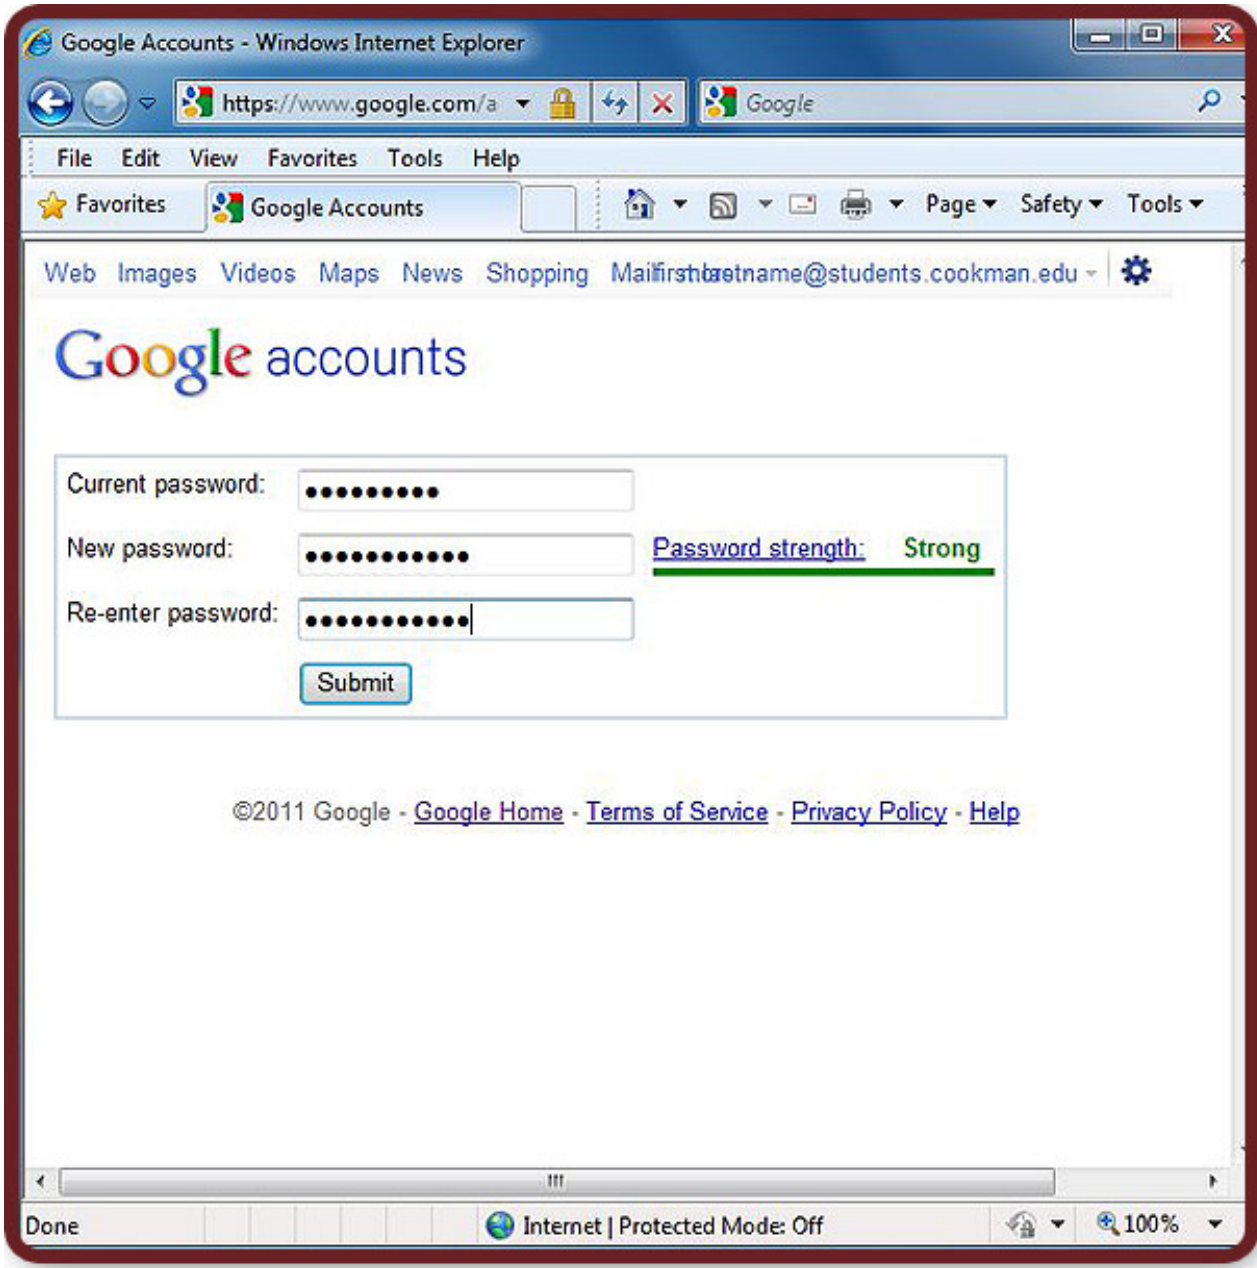 Google Accounts - Windows Internet Explorer
https://www.google.com/a Google
File Edit View Favorites Tools Help
Favorites Google Accounts Page Safety Tools
Web Images Videos Maps News Shopping Mail @students.cookman.edu
Google accounts
Current password: •••••••••
New password: ••••••••••• Password strength: Strong
Re-enter password: •••••••••••
Submit
©2011 Google - Google Home - Terms of Service - Privacy Policy - Help
Done Internet | Protected Mode: Off 100%